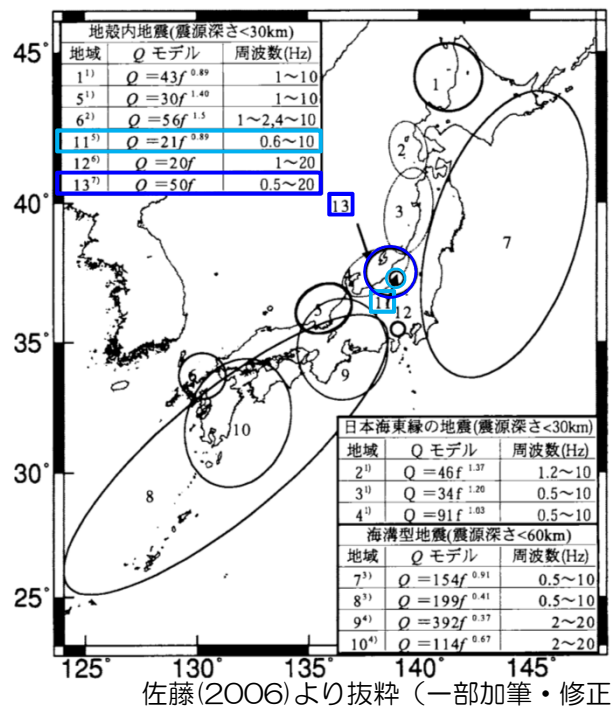 地殻内地震(震源深さ<30km)
地域 Q モデル 周波数(Hz)
1¹⁾ Q =43f ⁰·⁸⁹ 1～10
5¹⁾ Q =30f ¹·⁴⁰ 1～10
6²⁾ Q =56f ¹·⁵ 1～2,4～10
11⁵⁾ Q =21f ⁰·⁸⁹ 0.6～10
12⁶⁾ Q =20f 1～20
13⁷⁾ Q =50f 0.5～20
45°
40°
35°
30°
25°
1
2
3
13
7
11
12
5
6
9
10
8
日本海東縁の地震(震源深さ<30km)
地域 Q モデル 周波数(Hz)
2¹⁾ Q =46f ¹·³⁷ 1.2～10
3¹⁾ Q =34f ¹·²⁰ 0.5～10
4¹⁾ Q =91f ¹·⁰³ 0.5～10
海溝型地震(震源深さ<60km)
地域 Q モデル 周波数(Hz)
7³⁾ Q =154f ⁰·⁹¹ 0.5～10
8³⁾ Q =199f ⁰·⁴¹ 0.5～10
9⁴⁾ Q =392f ⁰·³⁷ 2～20
10⁴⁾ Q =114f ⁰·⁶⁷ 2～20
125° 130° 135° 140° 145°
佐藤(2006)より抜粋（一部加筆・修正